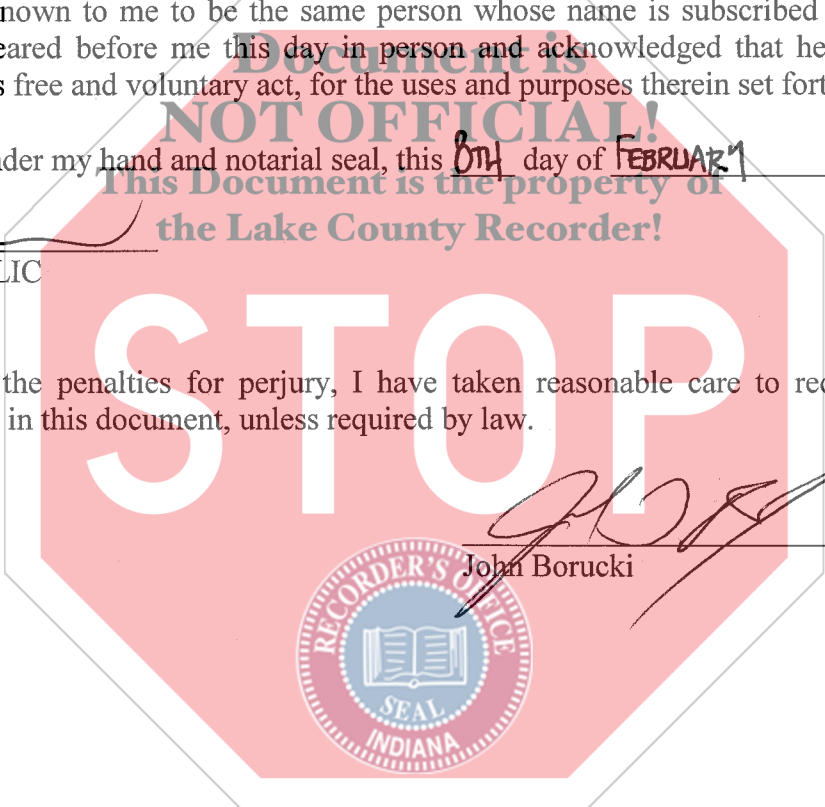 nown to me to be the same person whose name is subscribed
eared before me this day in person and acknowledged that he
Document is
s free and voluntary act, for the uses and purposes therein set fort
NOT OFFICIAL!
nder my hand and notarial seal, this 8TH day of FEBRUARY
This Document is the property of
the Lake County Recorder!
LIC
STOP
the penalties for perjury, I have taken reasonable care to re
in this document, unless required by law.
John Borucki
RECORDER'S OFFICE
SEAL
INDIANA